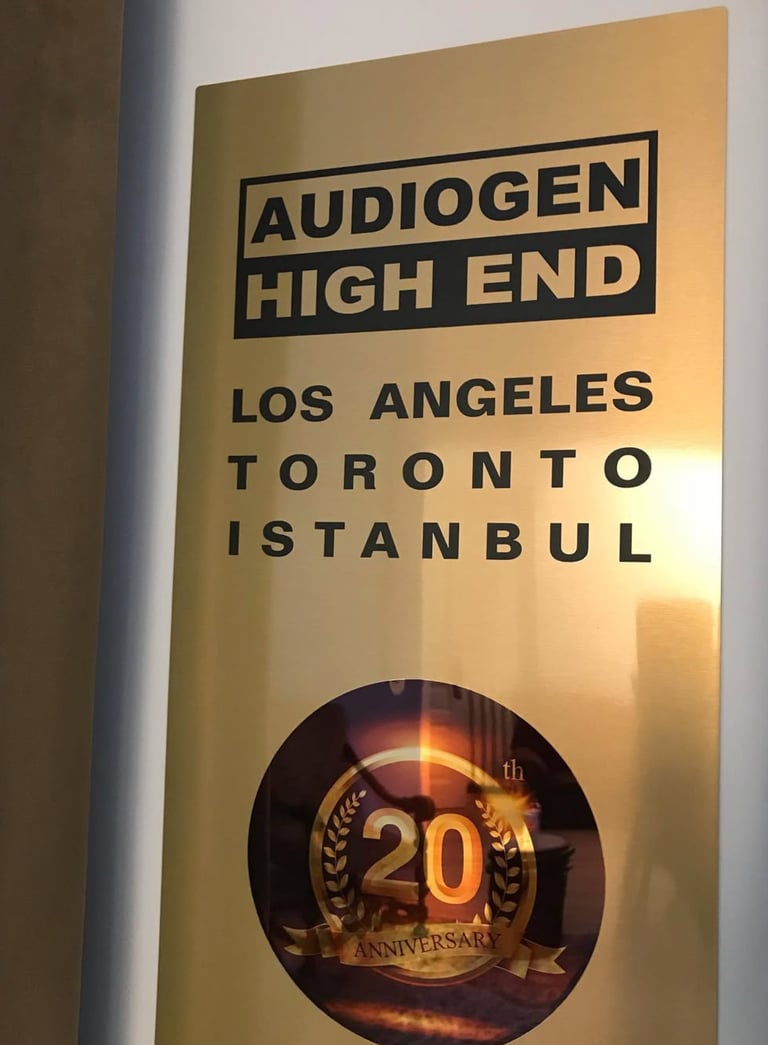 AUDIOGEN
HIGH END
LOS ANGELES
TORONTO
ISTANBUL
20th
ANNIVERSARY